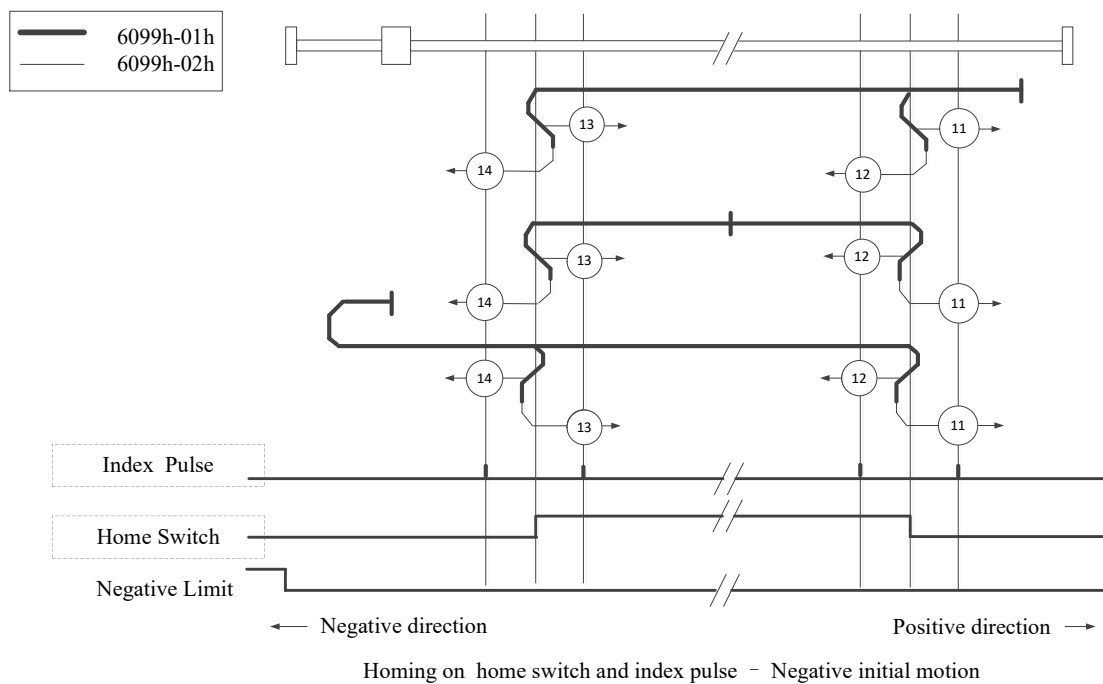 6099h-01h
6099h-02h
13
11
14
12
13
12
14
11
14
12
13
11
Index Pulse
Home Switch
Negative Limit
Negative direction
Positive direction
Homing on home switch and index pulse - Negative initial motion